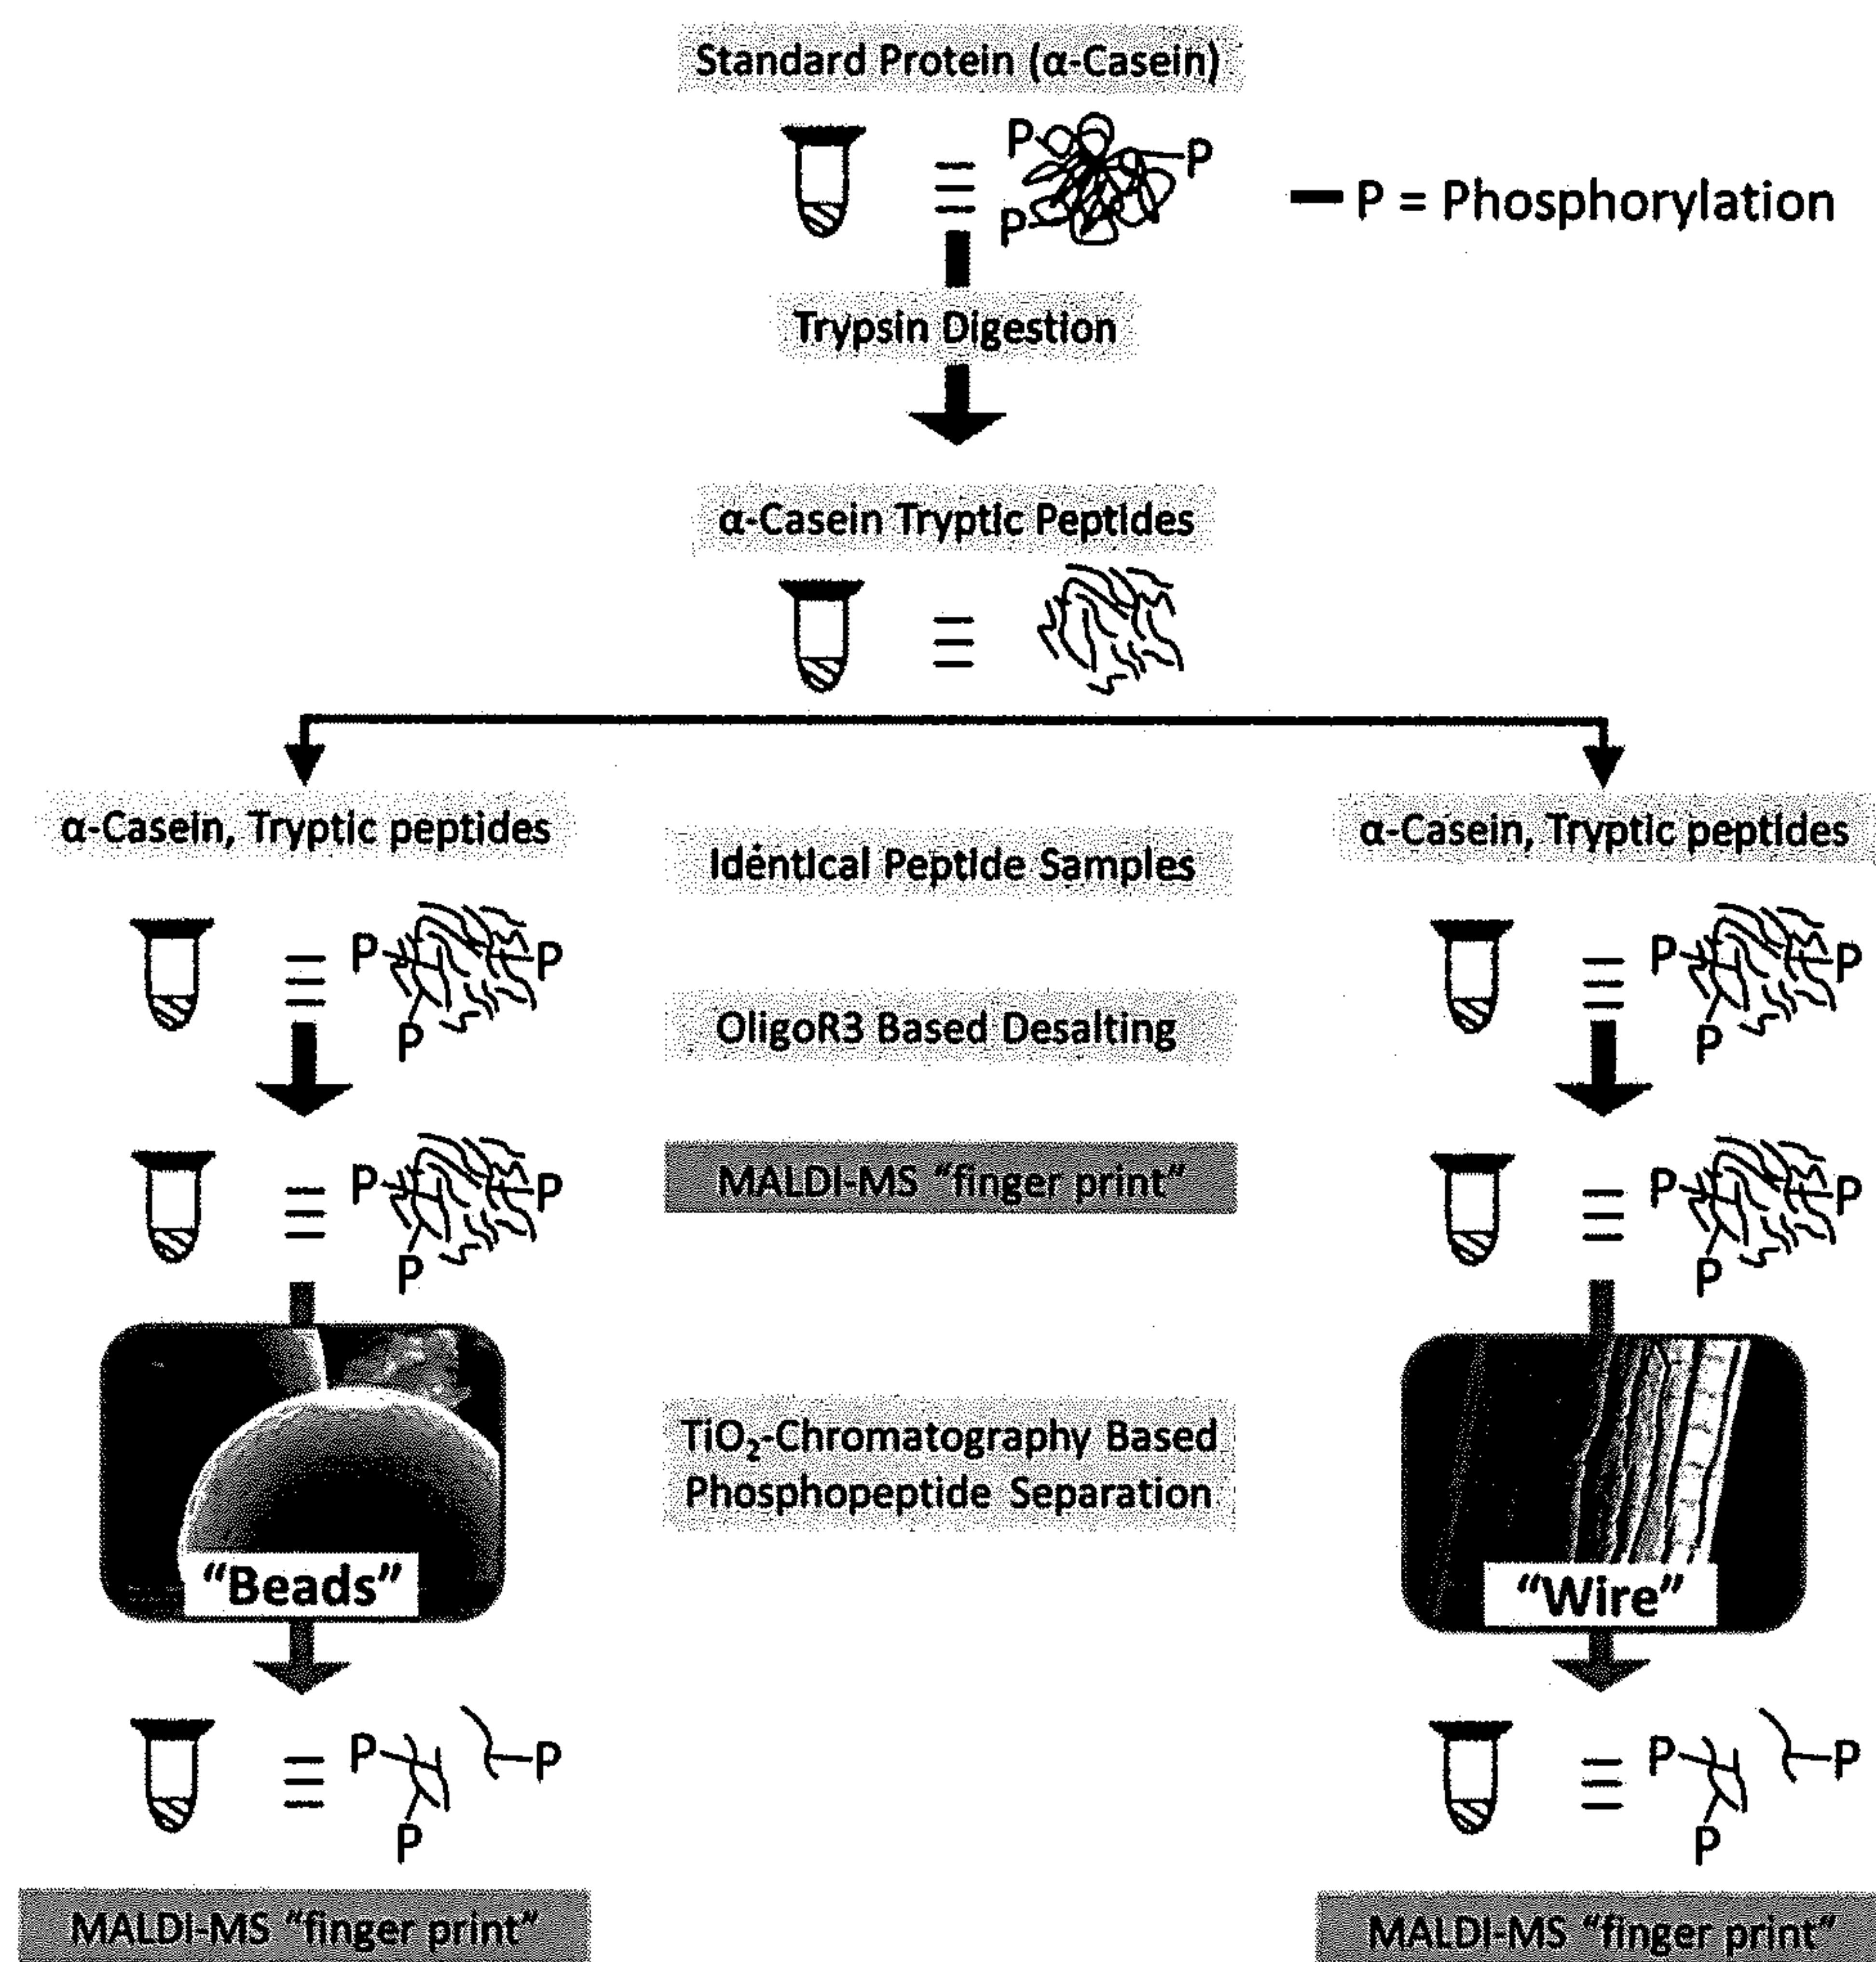 Standard Protein (α-Casein)
P
P
P
P = Phosphorylation
Trypsin Digestion
α-Casein Tryptic Peptides
α-Casein, Tryptic peptides
Identical Peptide Samples
α-Casein, Tryptic peptides
P
P
P
P
P
P
OligoR3 Based Desalting
MALDI-MS "finger print"
P
P
P
P
P
P
TiO₂-Chromatography Based
Phosphopeptide Separation
"Beads"
"Wire"
P
P
P
P
P
P
MALDI-MS "finger print"
MALDI-MS "finger print"